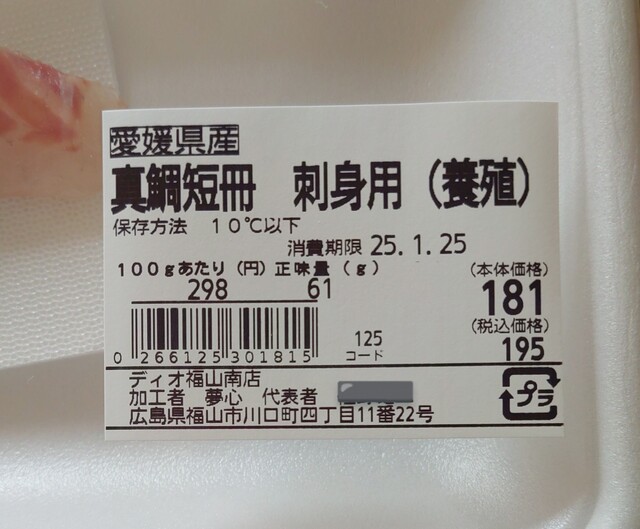 愛媛県産
真鯛短冊 刺身用（養殖）
保存方法 10℃以下
消費期限 25.1.25
100gあたり（円） 正味量（g） （本体価格）
298 61 181
（税込価格）
195
0 266125 301815
125
コード
ディオ福山南店
加工者 夢心 代表者
広島県福山市川口町四丁目11番22号
プラ